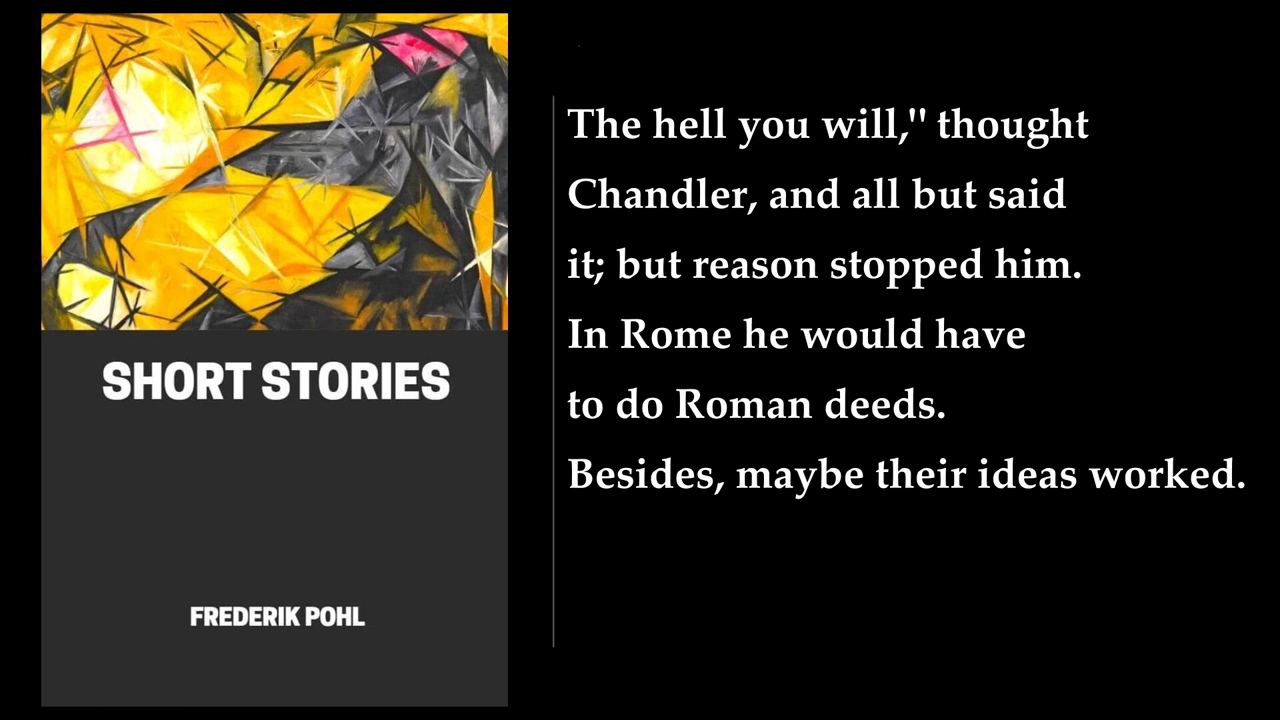 SHORT STORIES
FREDERIK POHL
The hell you will," thought
Chandler, and all but said
it; but reason stopped him.
In Rome he would have
to do Roman deeds.
Besides, maybe their ideas worked.